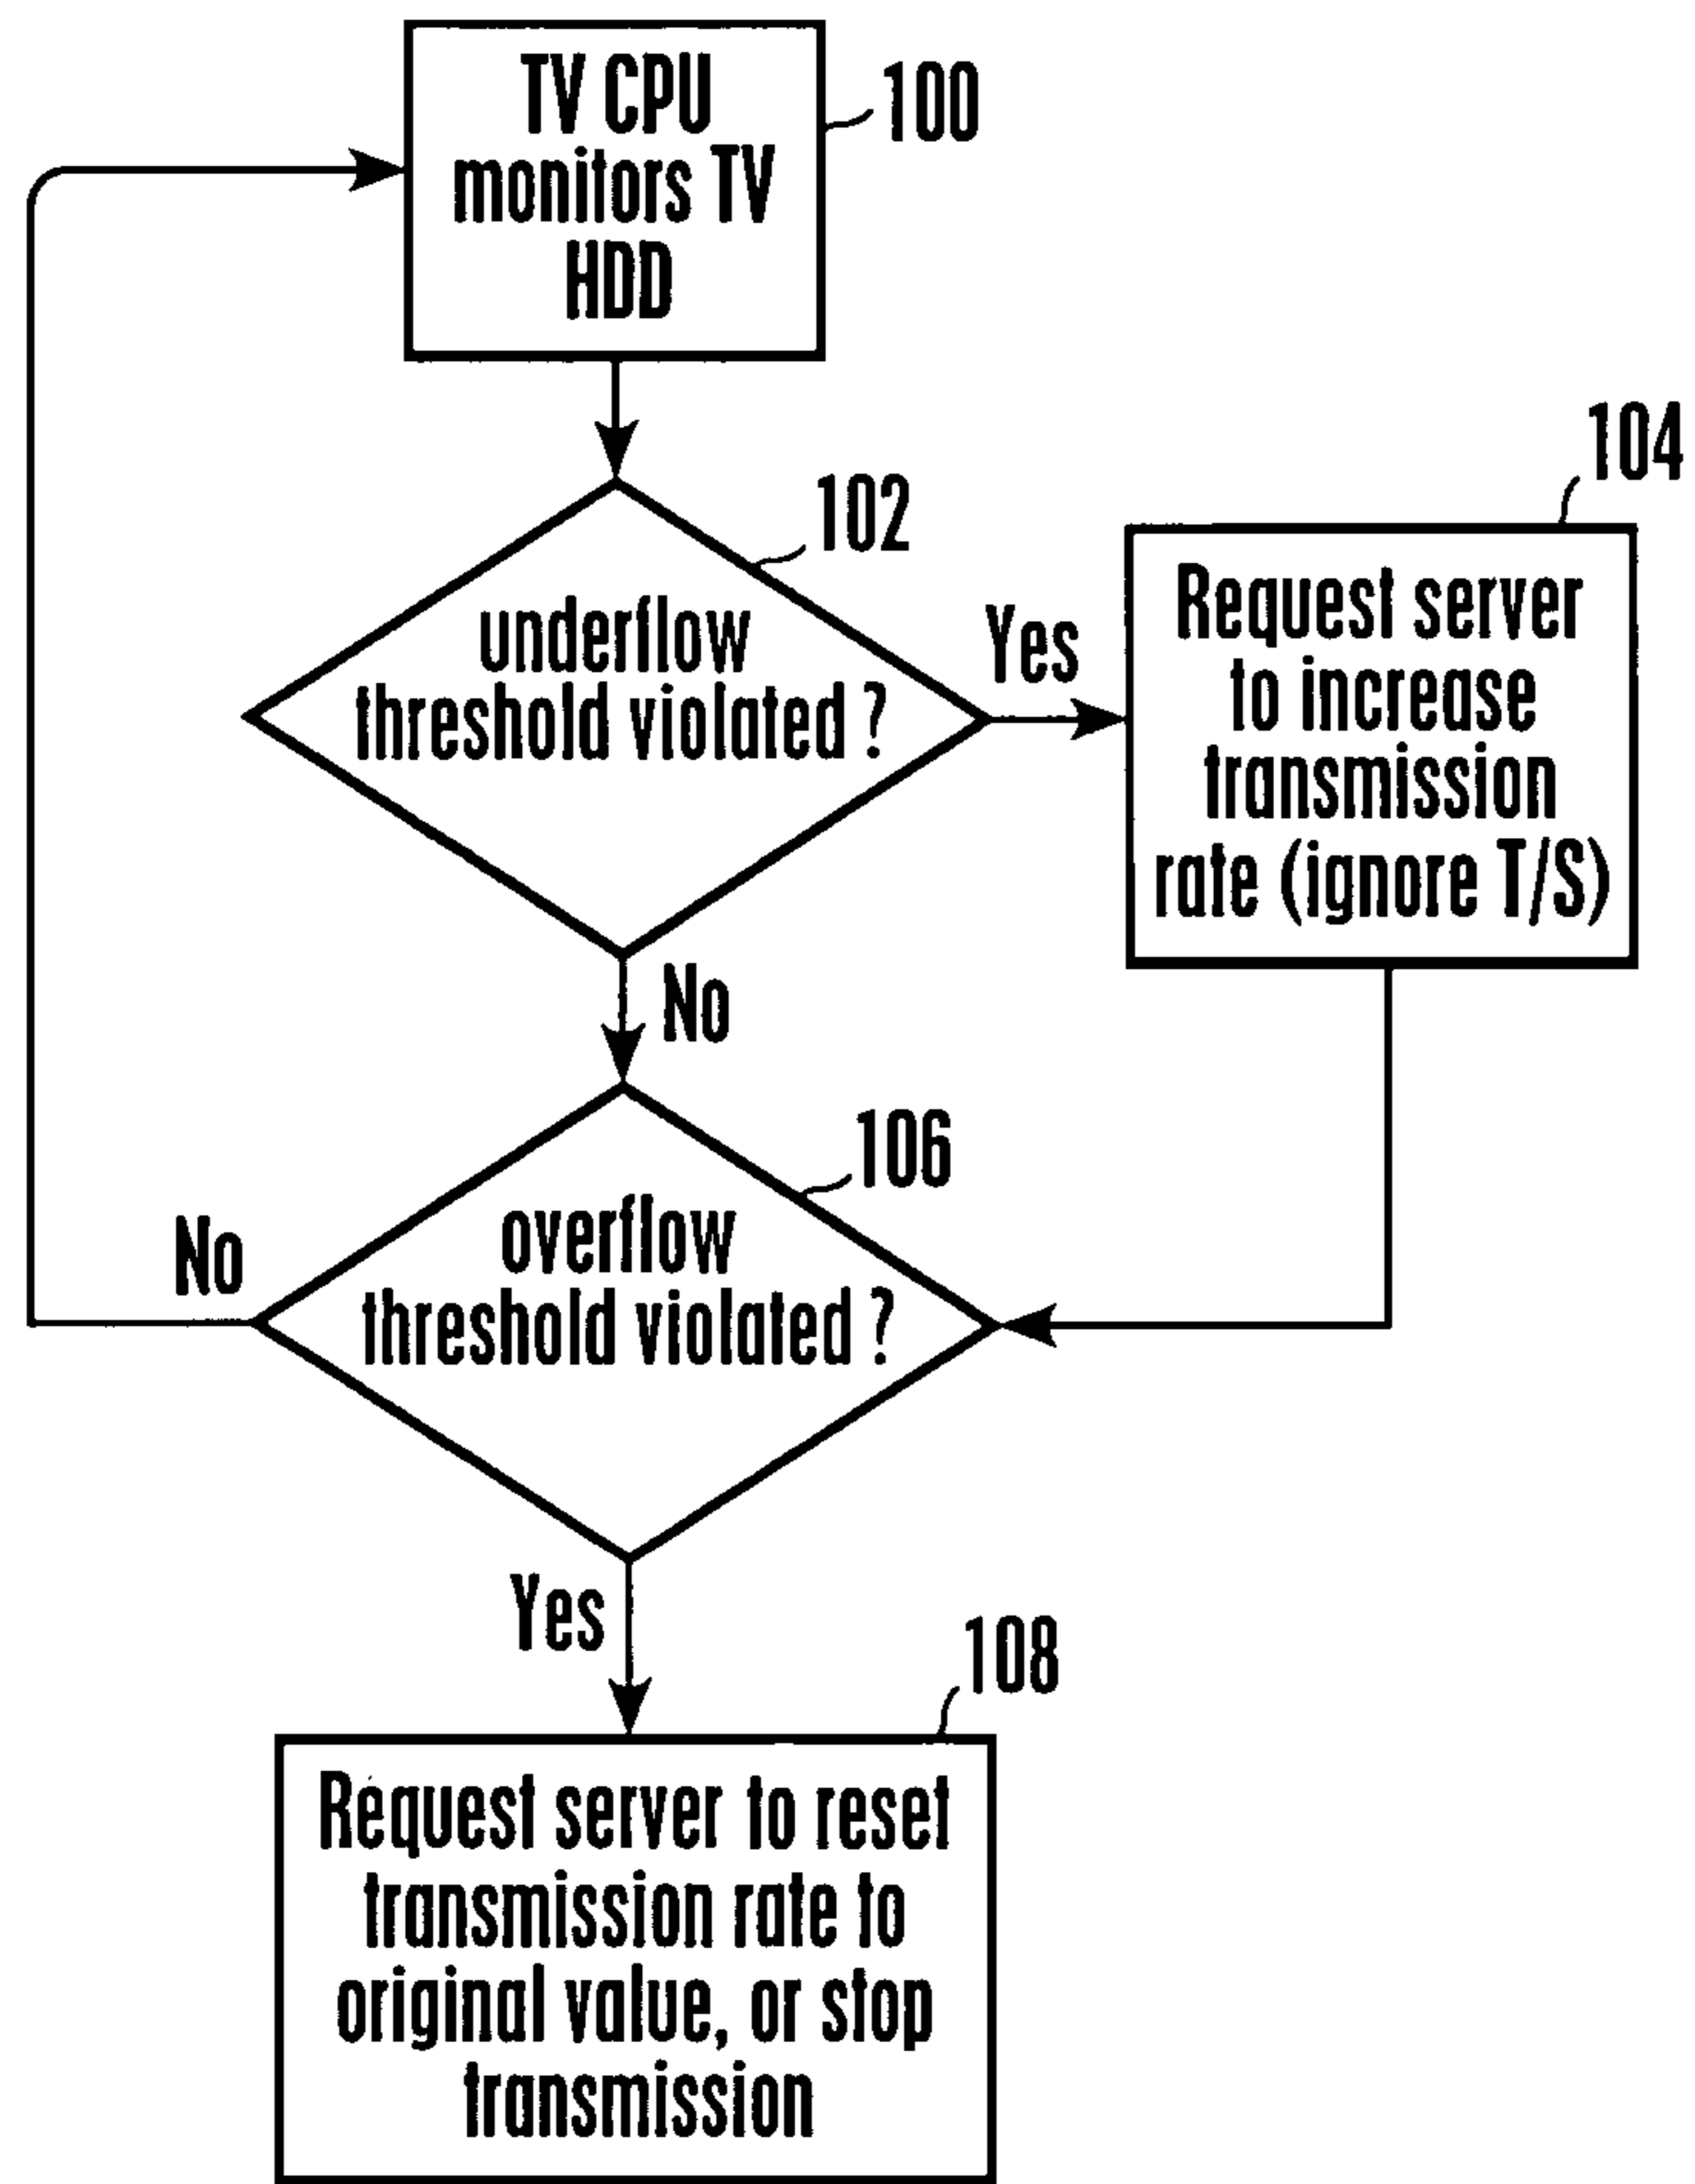 TV CPU
monitors TV
HDD
100
102
underflow
threshold violated ?
Yes
104
Request server
to increase
transmission
rate (ignore T/S)
No
106
overflow
threshold violated ?
No
Yes
108
Request server to reset
transmission rate to
original value, or stop
transmission